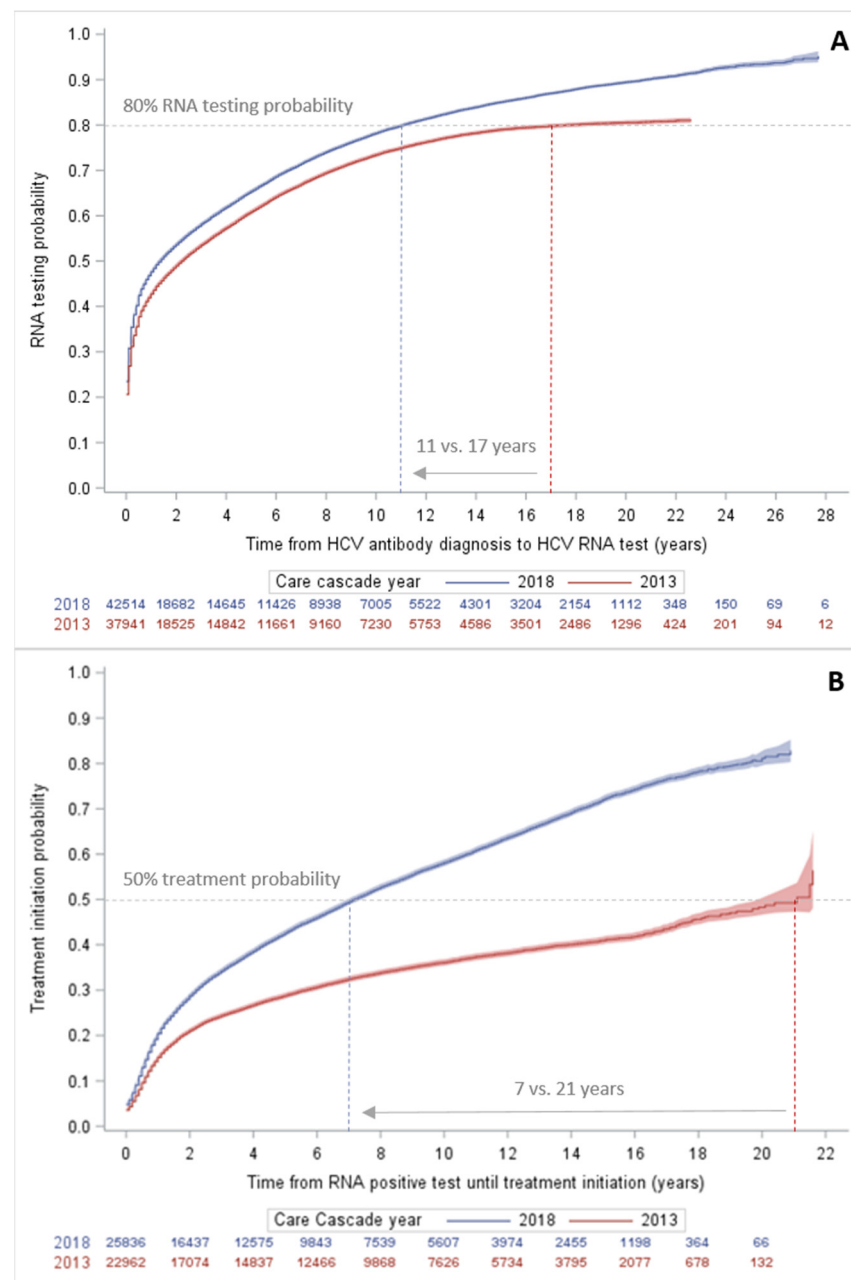 A
1.0
0.9
80% RNA testing probability
0.8
0.7
0.6
0.5
0.4
0.3
0.2
0.1
0.0
RNA testing probability
11 vs. 17 years
0 2 4 6 8 10 12 14 16 18 20 22 24 26 28
Time from HCV antibody diagnosis to HCV RNA test (years)
Care cascade year 2018 2013
2018 42514 18682 14645 11426 8938 7005 5522 4301 3204 2154 1112 348 150 69 6
2013 37941 18525 14842 11661 9160 7230 5753 4586 3501 2486 1296 424 201 94 12
B
1.0
0.9
0.8
0.7
0.6
50% treatment probability
0.5
0.4
0.3
0.2
0.1
0.0
Treatment initiation probability
7 vs. 21 years
0 2 4 6 8 10 12 14 16 18 20 22
Time from RNA positive test until treatment initiation (years)
Care Cascade year 2018 2013
2018 25836 16437 12575 9843 7539 5607 3974 2455 1198 364 66
2013 22962 17074 14837 12466 9868 7626 5734 3795 2077 678 132